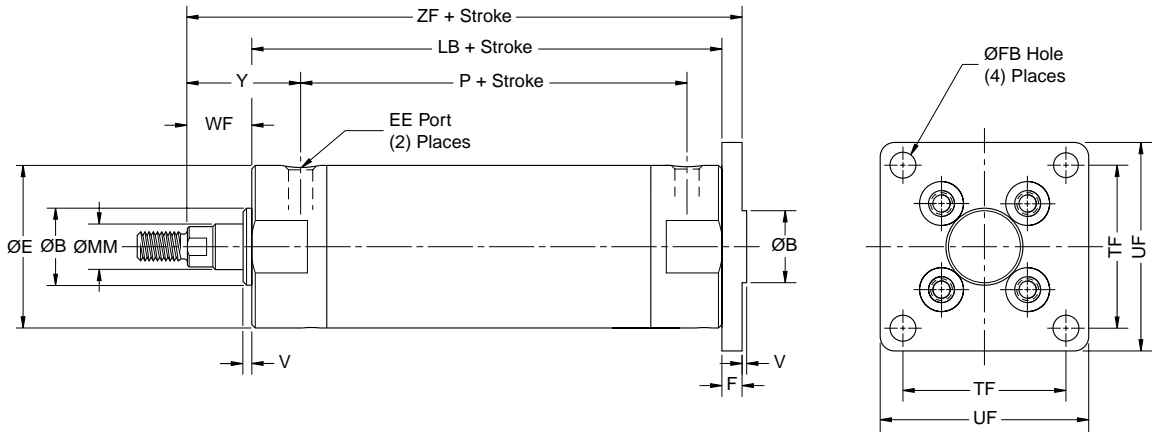 ZF + Stroke
LB + Stroke
Y
P + Stroke
WF
EE Port
(2) Places
ØE
ØB
ØMM
ØB
V
F
V
ØFB Hole
(4) Places
TF
UF
TF
UF